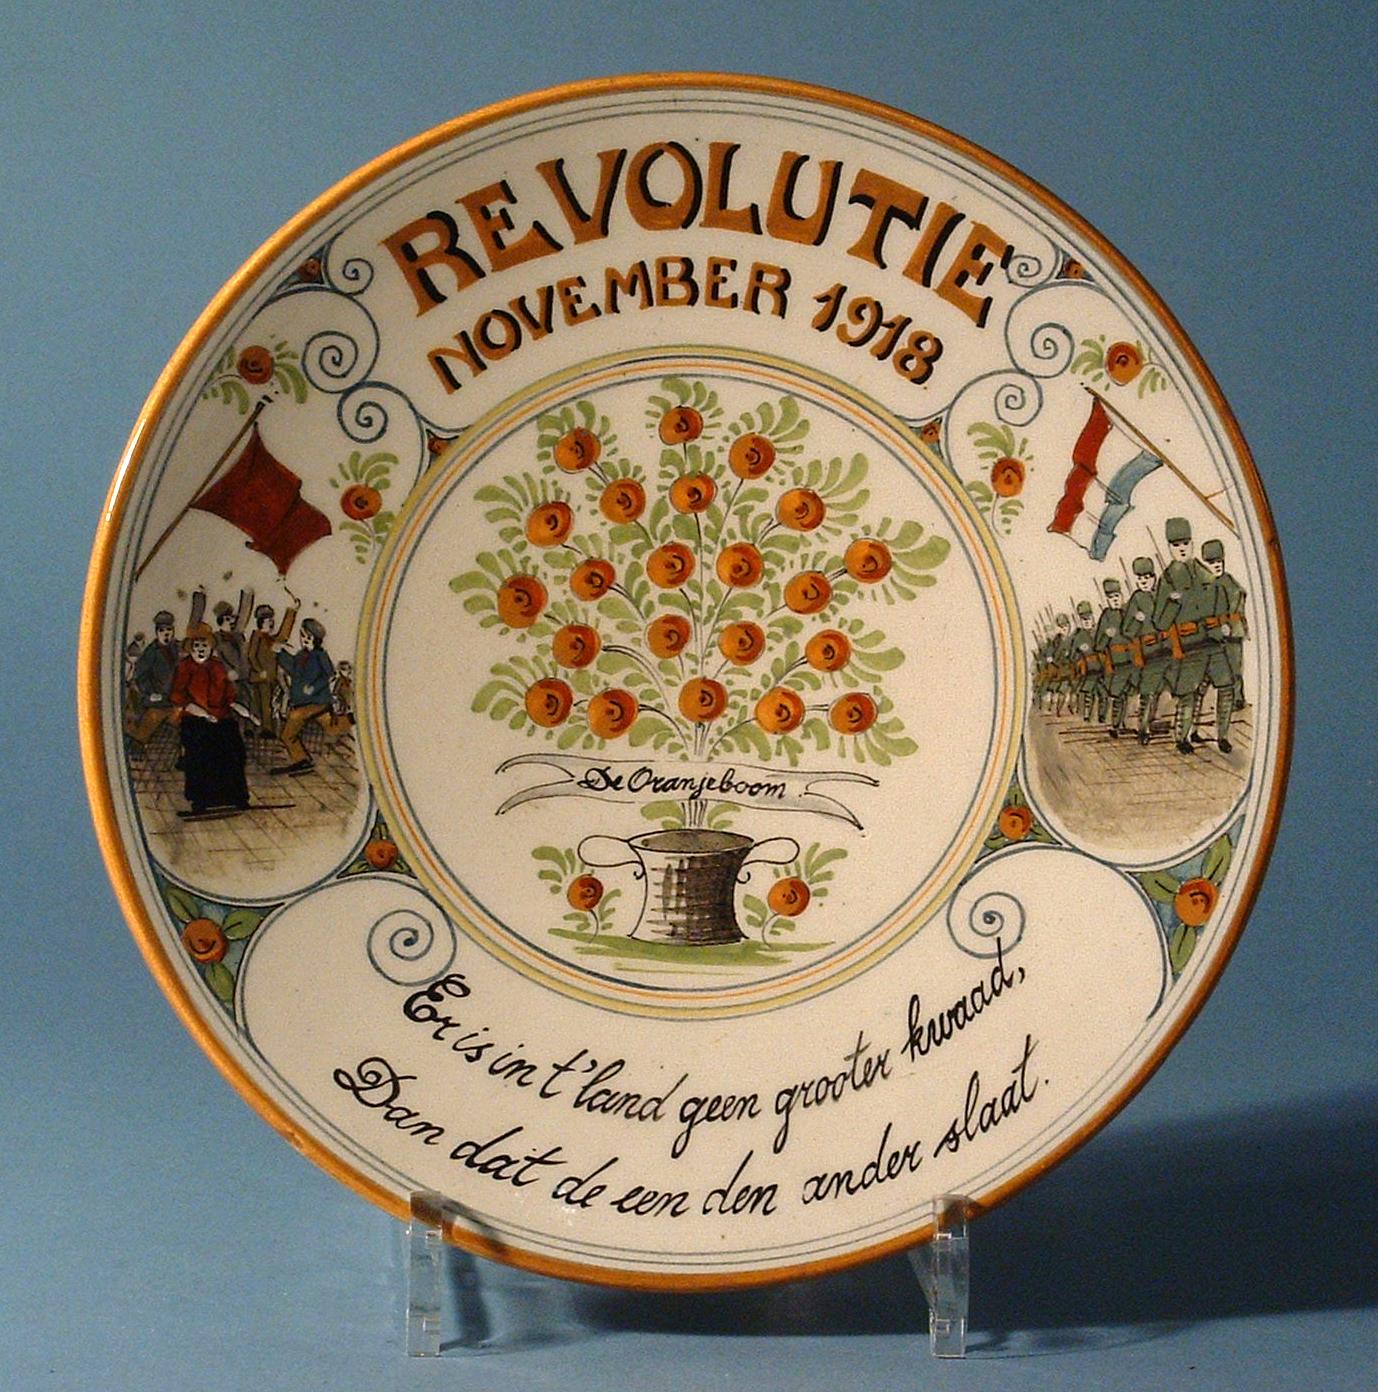 REVOLUTIE
NOVEMBER 1918
De Oranjeboom.
Er is in t'land geen grooter kwaad,
Dan dat de een den ander slaat.